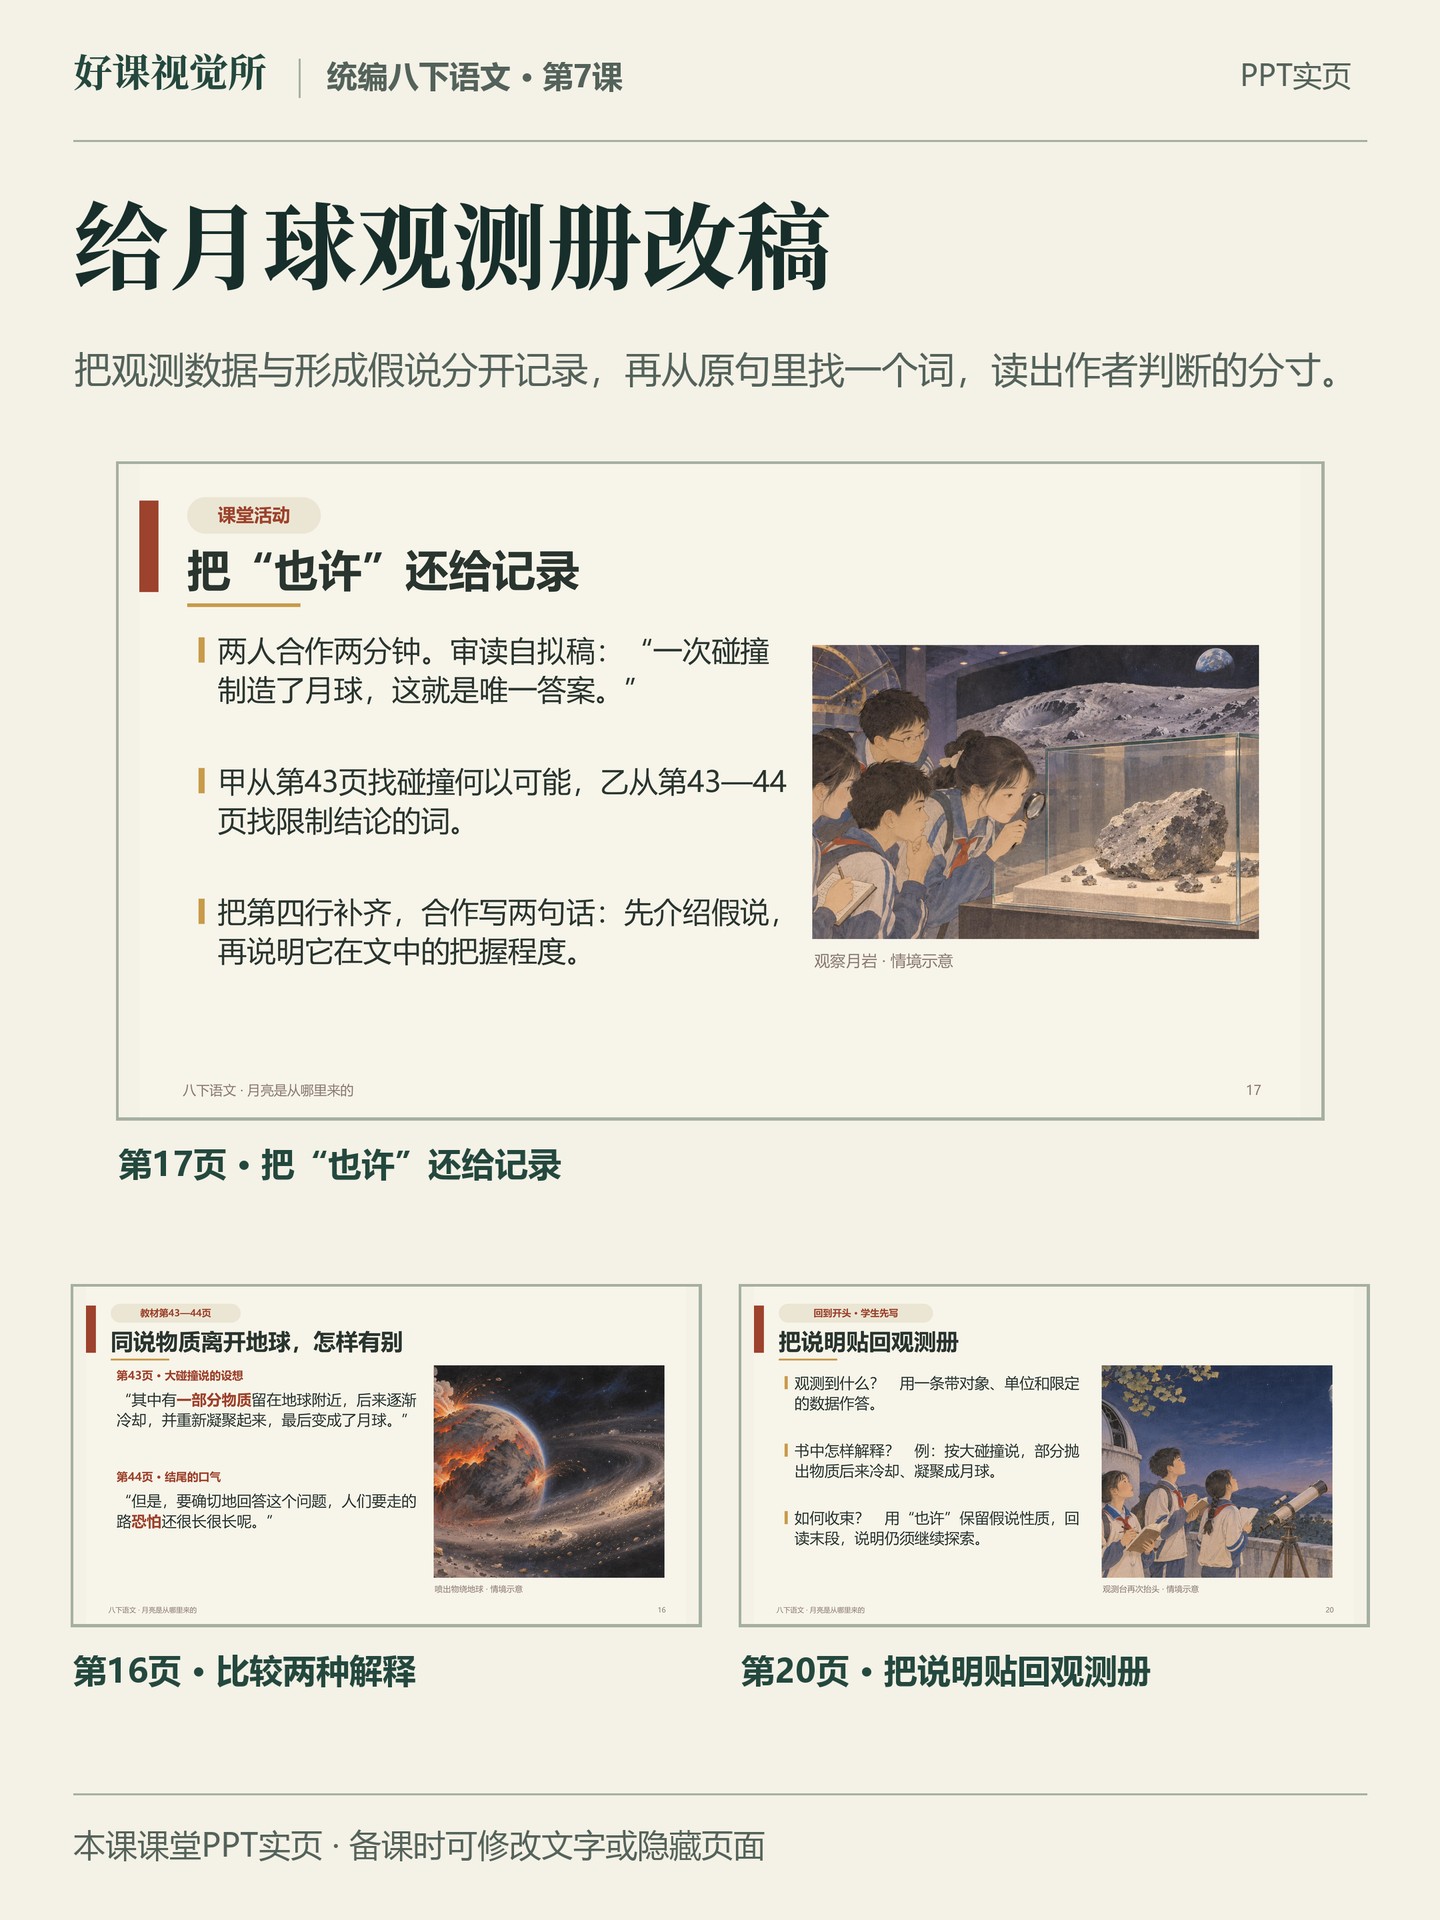 好课视觉所
统编八下语文·第7课
PPT实页
给月球观测册改稿
把观测数据与形成假说分开记录，再从原句里找一个词，读出作者判断的分寸。
课堂活动
把“也许”还给记录
两人合作两分钟。审读自拟稿：“一次碰撞
制造了月球，这就是唯一答案。”
甲从第43页找碰撞何以可能，乙从第43—44
页找限制结论的词。
把第四行补齐，合作写两句话：先介绍假说，
再说明它在文中的把握程度。
观察月岩·情境示意
八下语文·月亮是从哪里来的
17
第17页·把“也许”还给记录
教材第43—44页
同说物质离开地球，怎样有别
第43页·大碰撞说的设想
“其中有一部分物质留在地球附近，后来逐渐
冷却，并重新凝聚起来，最后变成了月球。”
第44页·结尾的口气
“但是，要确切地回答这个问题，人们要走的
路恐怕还很长很长呢。”
喷出物绕地球·情境示意
八下语文·月亮是从哪里来的
16
第16页·比较两种解释
回到开头·学生先写
把说明贴回观测册
观测到什么？ 用一条带对象、单位和限定
的数据作答。
书中怎样解释？ 例：按大碰撞说，部分抛
出物质后来冷却、凝聚成月球。
如何收束？ 用“也许”保留假说性质，回
读末段，说明仍须继续探索。
观测台再次抬头·情境示意
八下语文·月亮是从哪里来的
20
第20页·把说明贴回观测册
本课课堂PPT实页·备课时可修改文字或隐藏页面